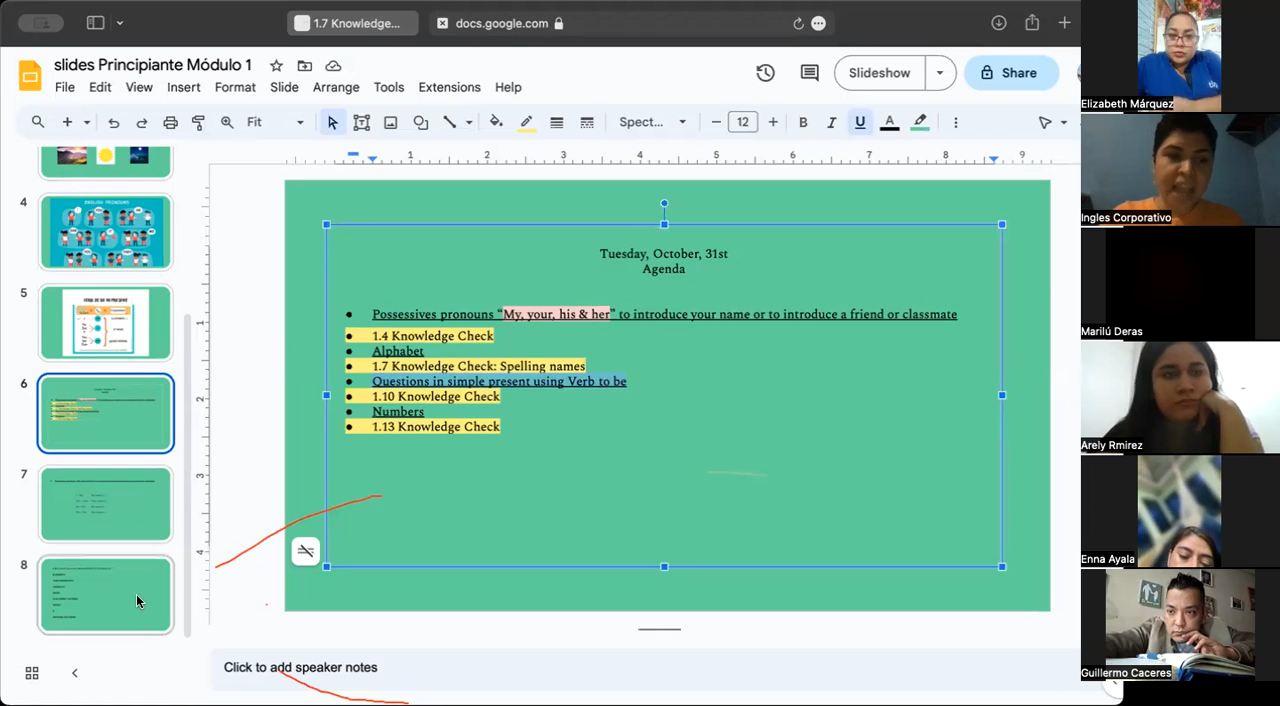 1.7 Knowledge...
docs.google.com
slides Principiante Módulo 1
File Edit View Insert Format Slide Arrange Tools Extensions Help
Slideshow
Share
Fit
Spect...
12
B I U A
1 2 3 4 5 6 7 8 9
4
ENGLISH PRONOUNS
5
6
7
8
1
2
3
4
Tuesday, October, 31st
Agenda
● Possessives pronouns “My, your, his & her” to introduce your name or to introduce a friend or classmate
● 1.4 Knowledge Check
● Alphabet
● 1.7 Knowledge Check: Spelling names
● Questions in simple present using Verb to be
● 1.10 Knowledge Check
● Numbers
● 1.13 Knowledge Check
Click to add speaker notes
Elizabeth Márquez
Ingles Corporativo
Marilú Deras
Arely Rmirez
Enna Ayala
Guillermo Caceres